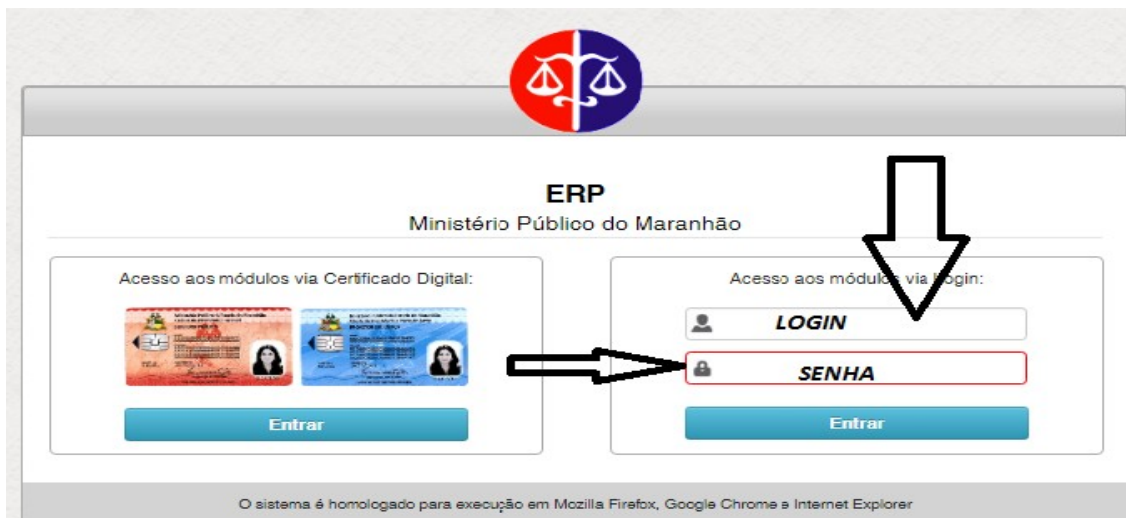 ERP
Ministério Público do Maranhão
Acesso aos módulos via Certificado Digital:
Entrar
Acesso aos módulos via Login:
LOGIN
SENHA
Entrar
O sistema é homologado para execução em Mozilla Firefox, Google Chrome e Internet Explorer